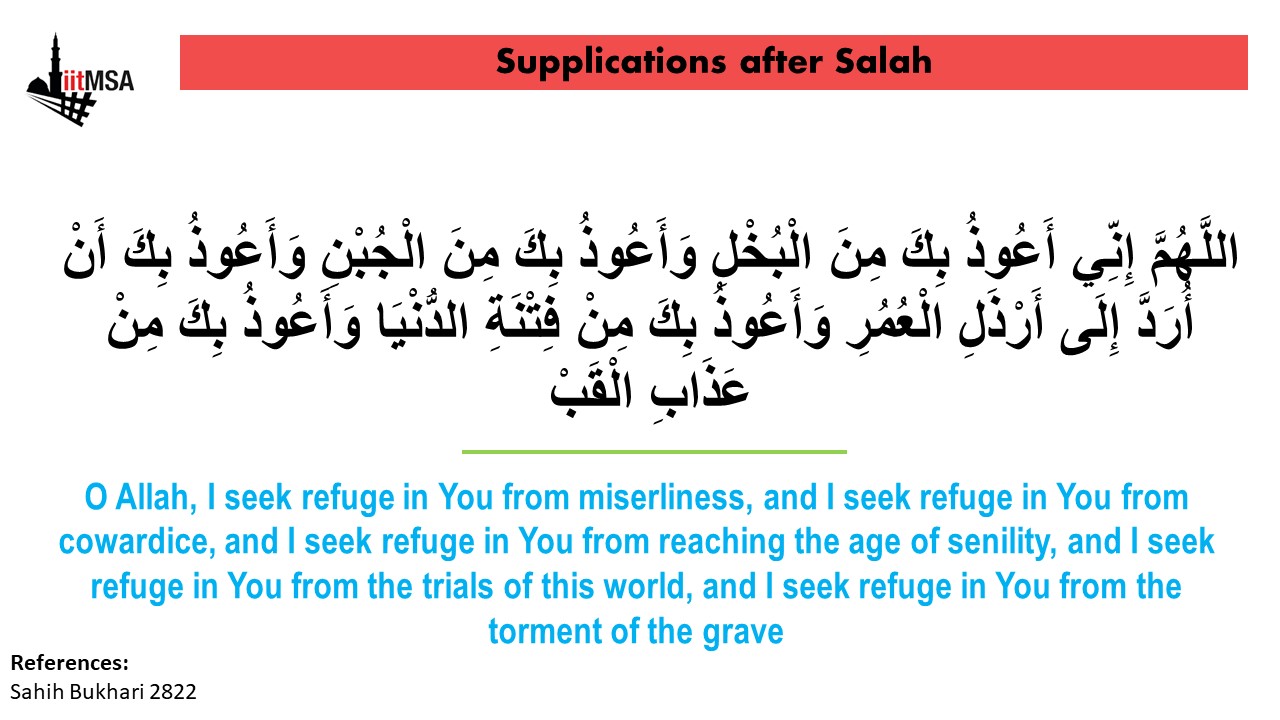 iitMSA
Supplications after Salah
اللَّهُمَّ إِنِّي أَعُوذُ بِكَ مِنَ الْبُخْلِ وَأَعُوذُ بِكَ مِنَ الْجُبْنِ وَأَعُوذُ بِكَ أَنْ
أُرَدَّ إِلَى أَرْذَلِ الْعُمُرِ وَأَعُوذُ بِكَ مِنْ فِتْنَةِ الدُّنْيَا وَأَعُوذُ بِكَ مِنْ
عَذَابِ الْقَبْ
O Allah, I seek refuge in You from miserliness, and I seek refuge in You from
cowardice, and I seek refuge in You from reaching the age of senility, and I seek
refuge in You from the trials of this world, and I seek refuge in You from the
torment of the grave
References:
Sahih Bukhari 2822